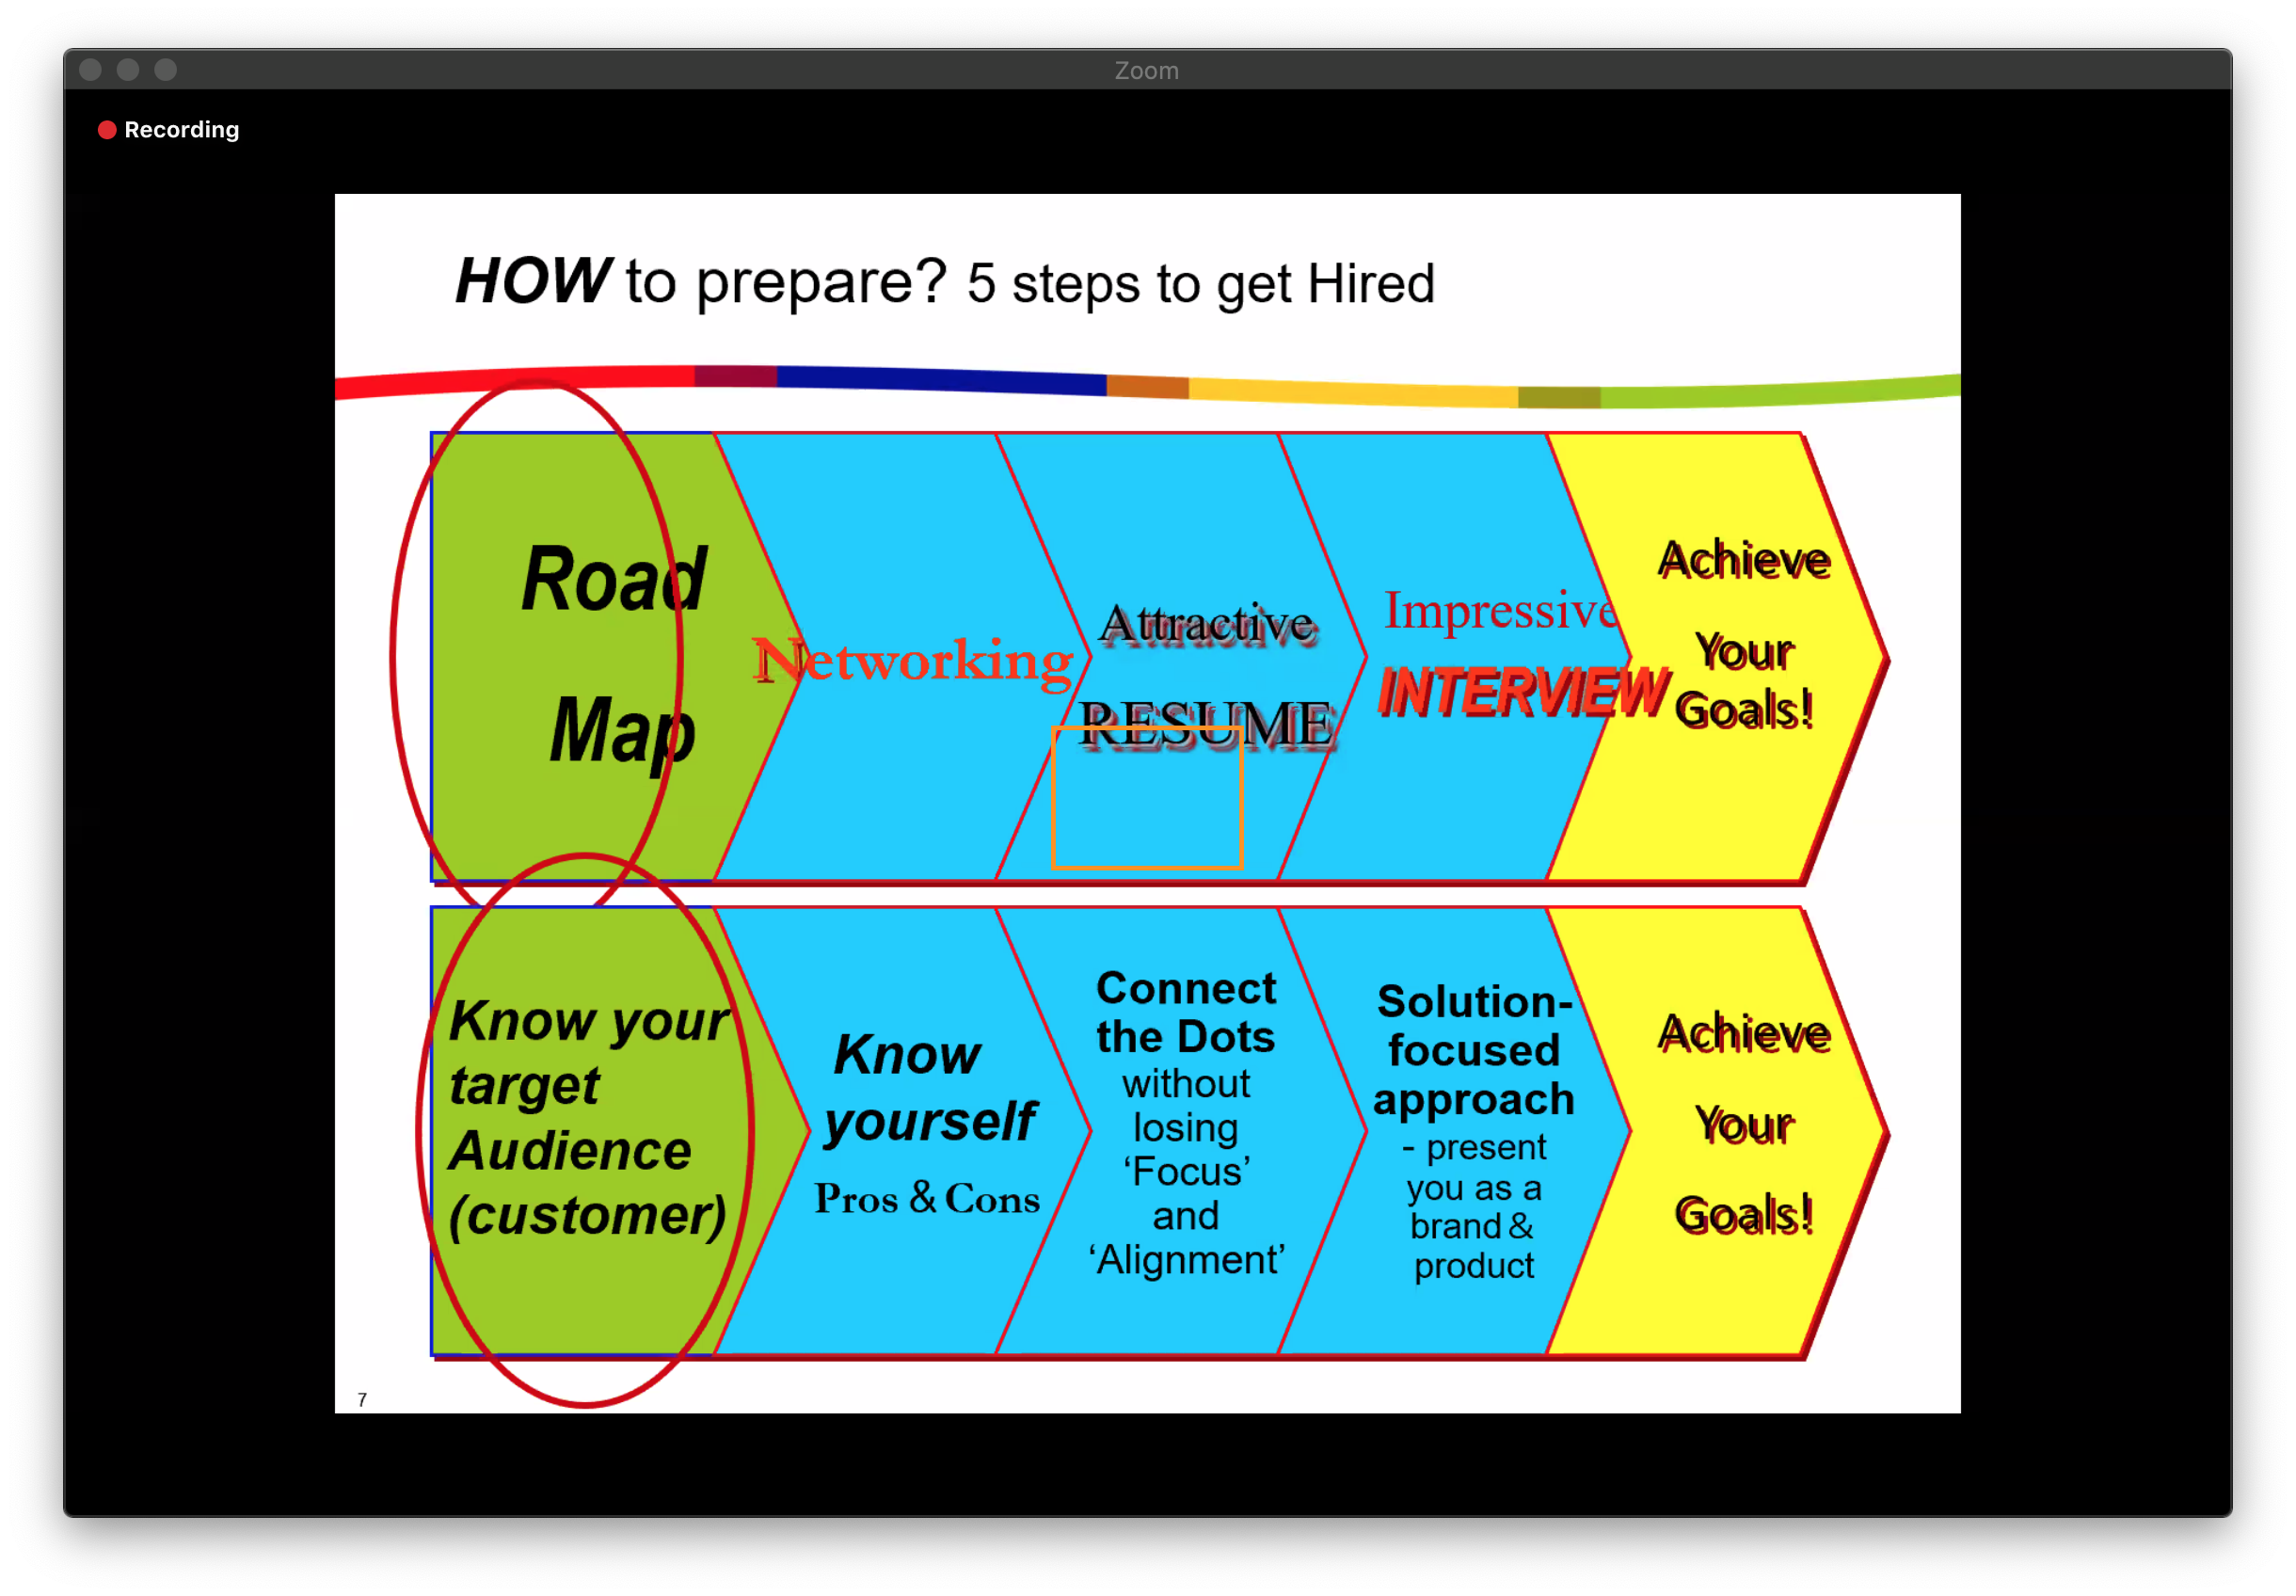 Zoom
Recording
HOW to prepare? 5 steps to get Hired
Road
Map
Networking
Attractive
RESUME
Impressive
INTERVIEW
Achieve
Your
Goals!
Know your
target
Audience
(customer)
Know
yourself
Pros & Cons
Connect
the Dots
without
losing
‘Focus’
and
‘Alignment’
Solution-
focused
approach
- present
you as a
brand &
product
Achieve
Your
Goals!
7